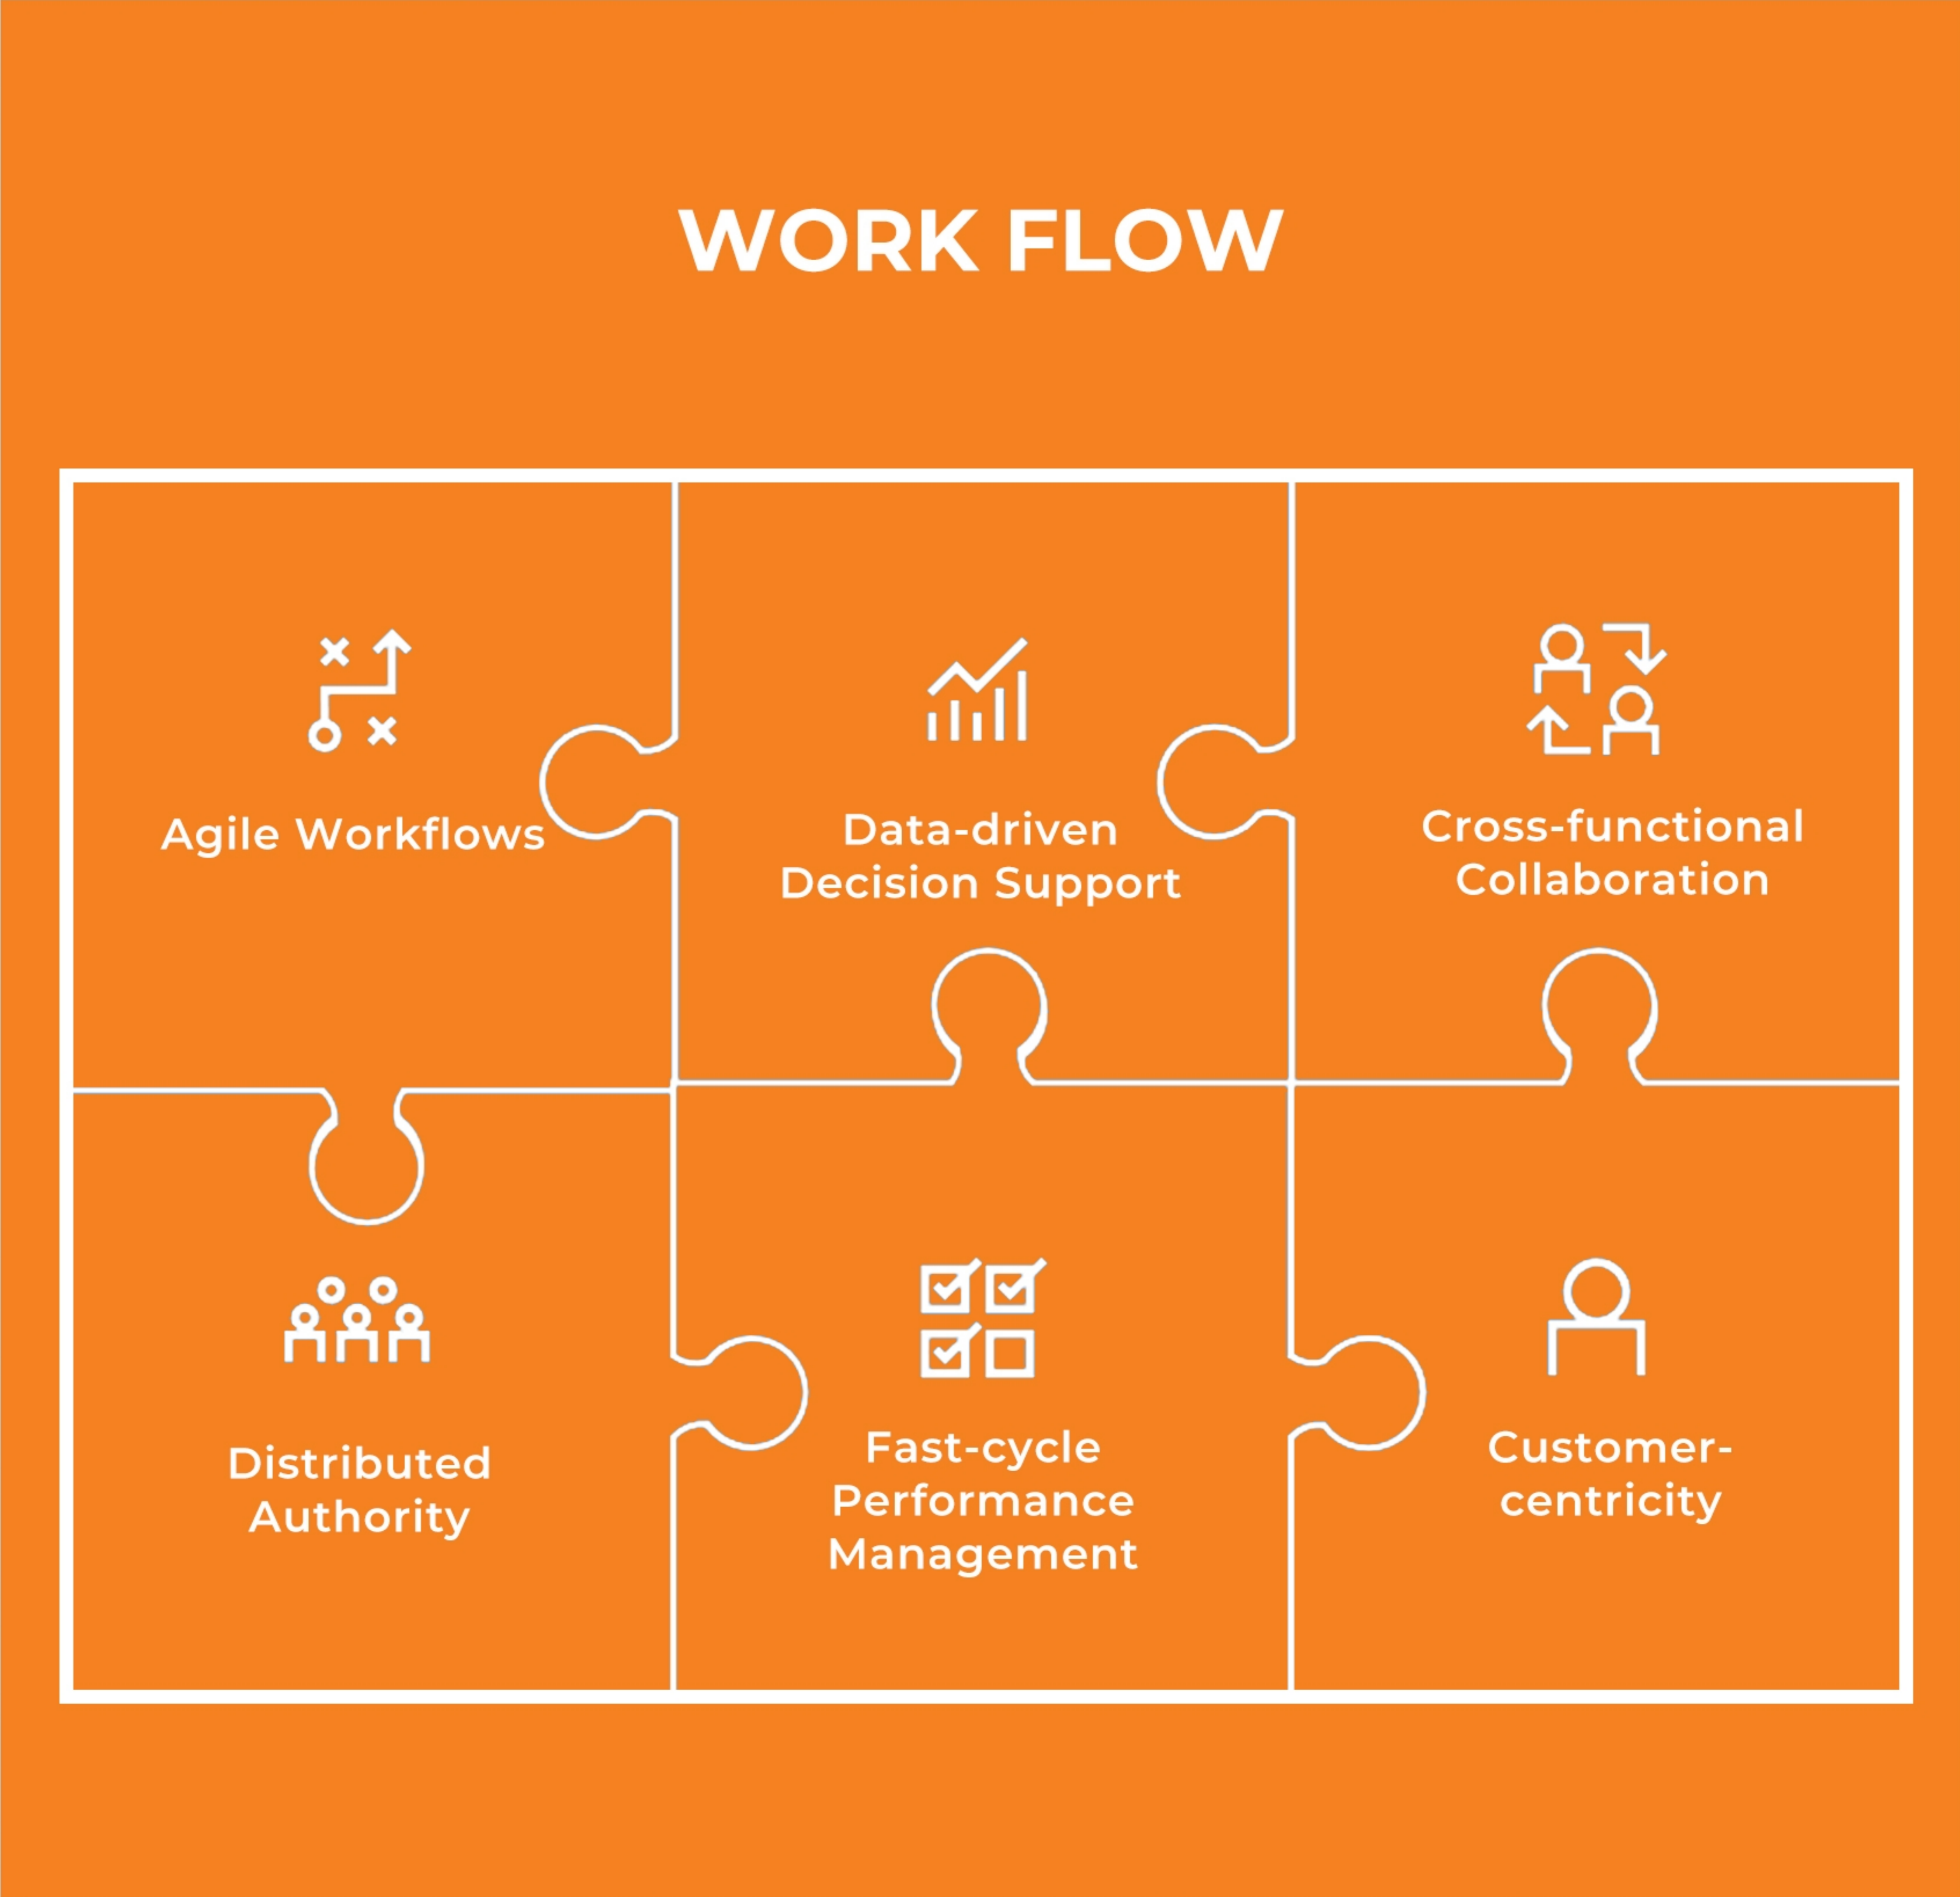 WORK FLOW
Agile Workflows
Data-driven
Decision Support
Cross-functional
Collaboration
Distributed
Authority
Fast-cycle
Performance
Management
Customer-
centricity